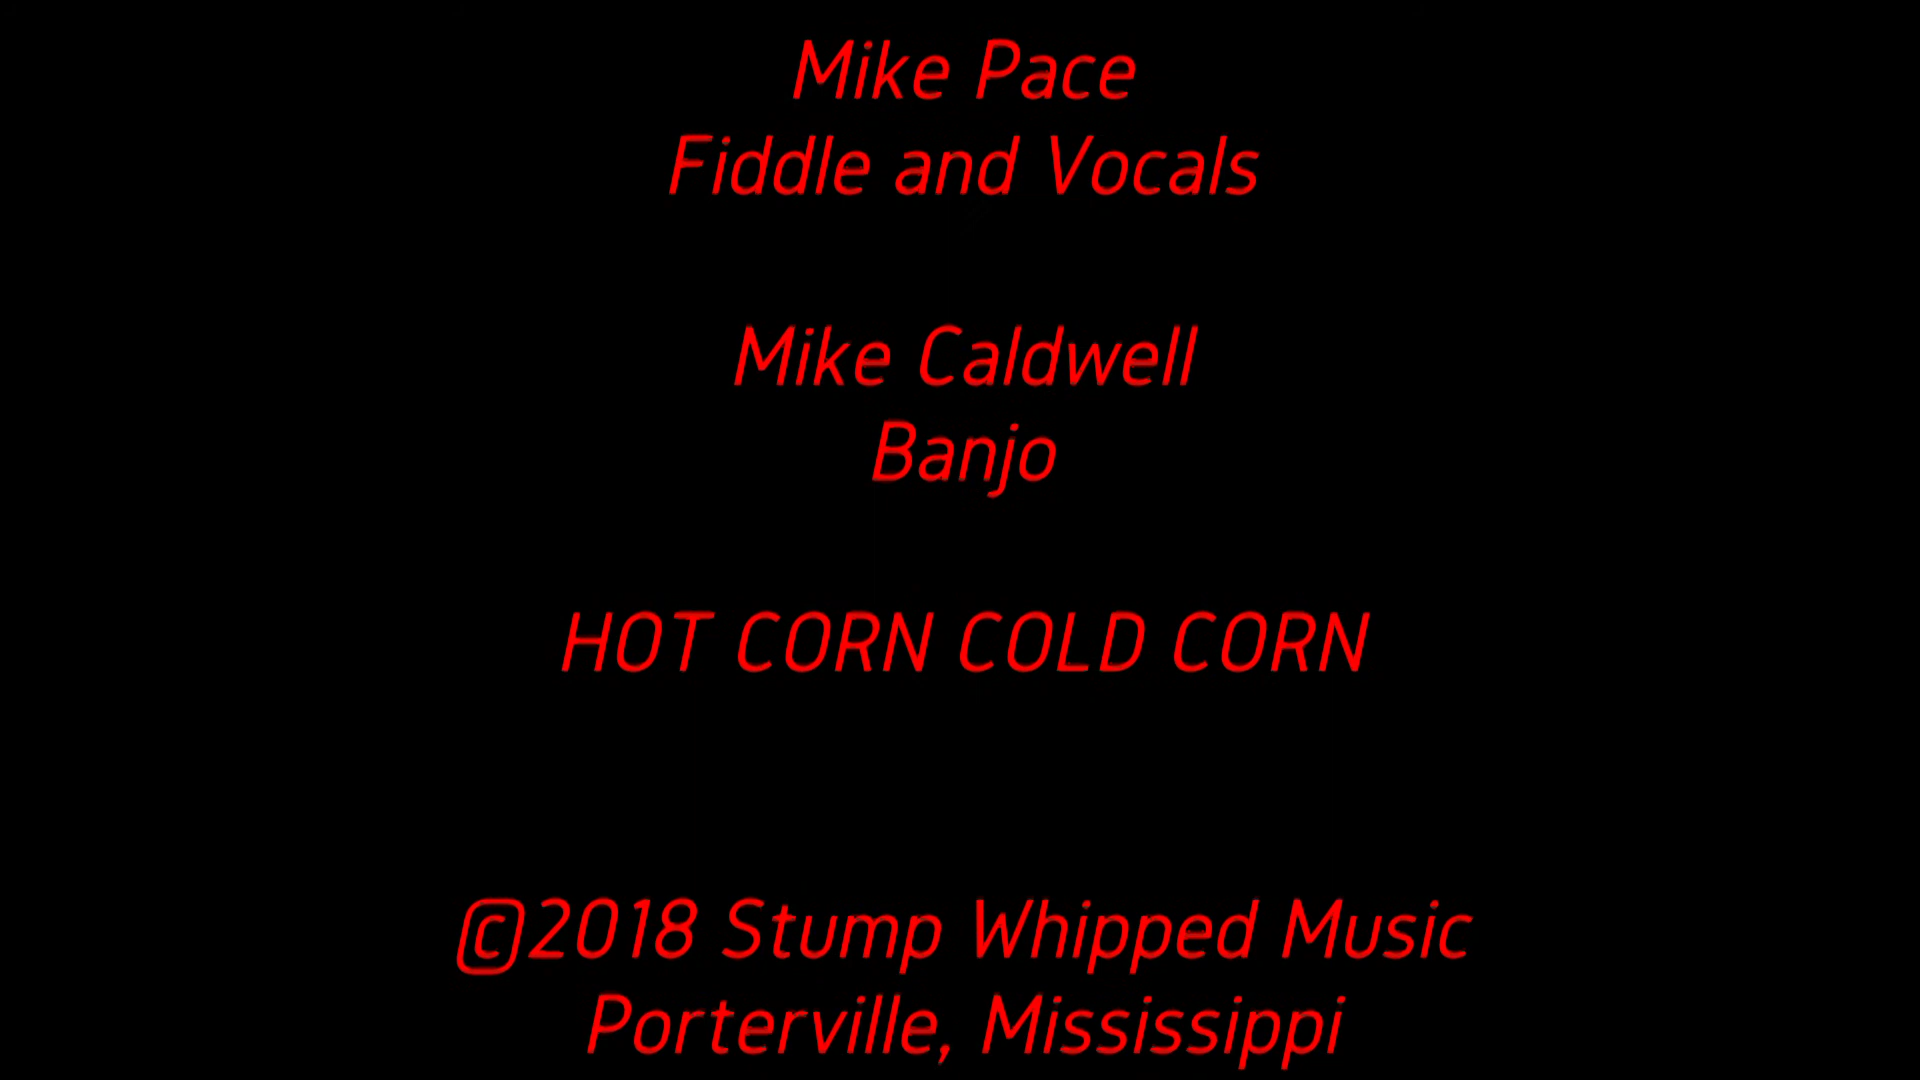 Mike Pace
Fiddle and Vocals
Mike Caldwell
Banjo
HOT CORN COLD CORN
©2018 Stump Whipped Music
Porterville, Mississippi